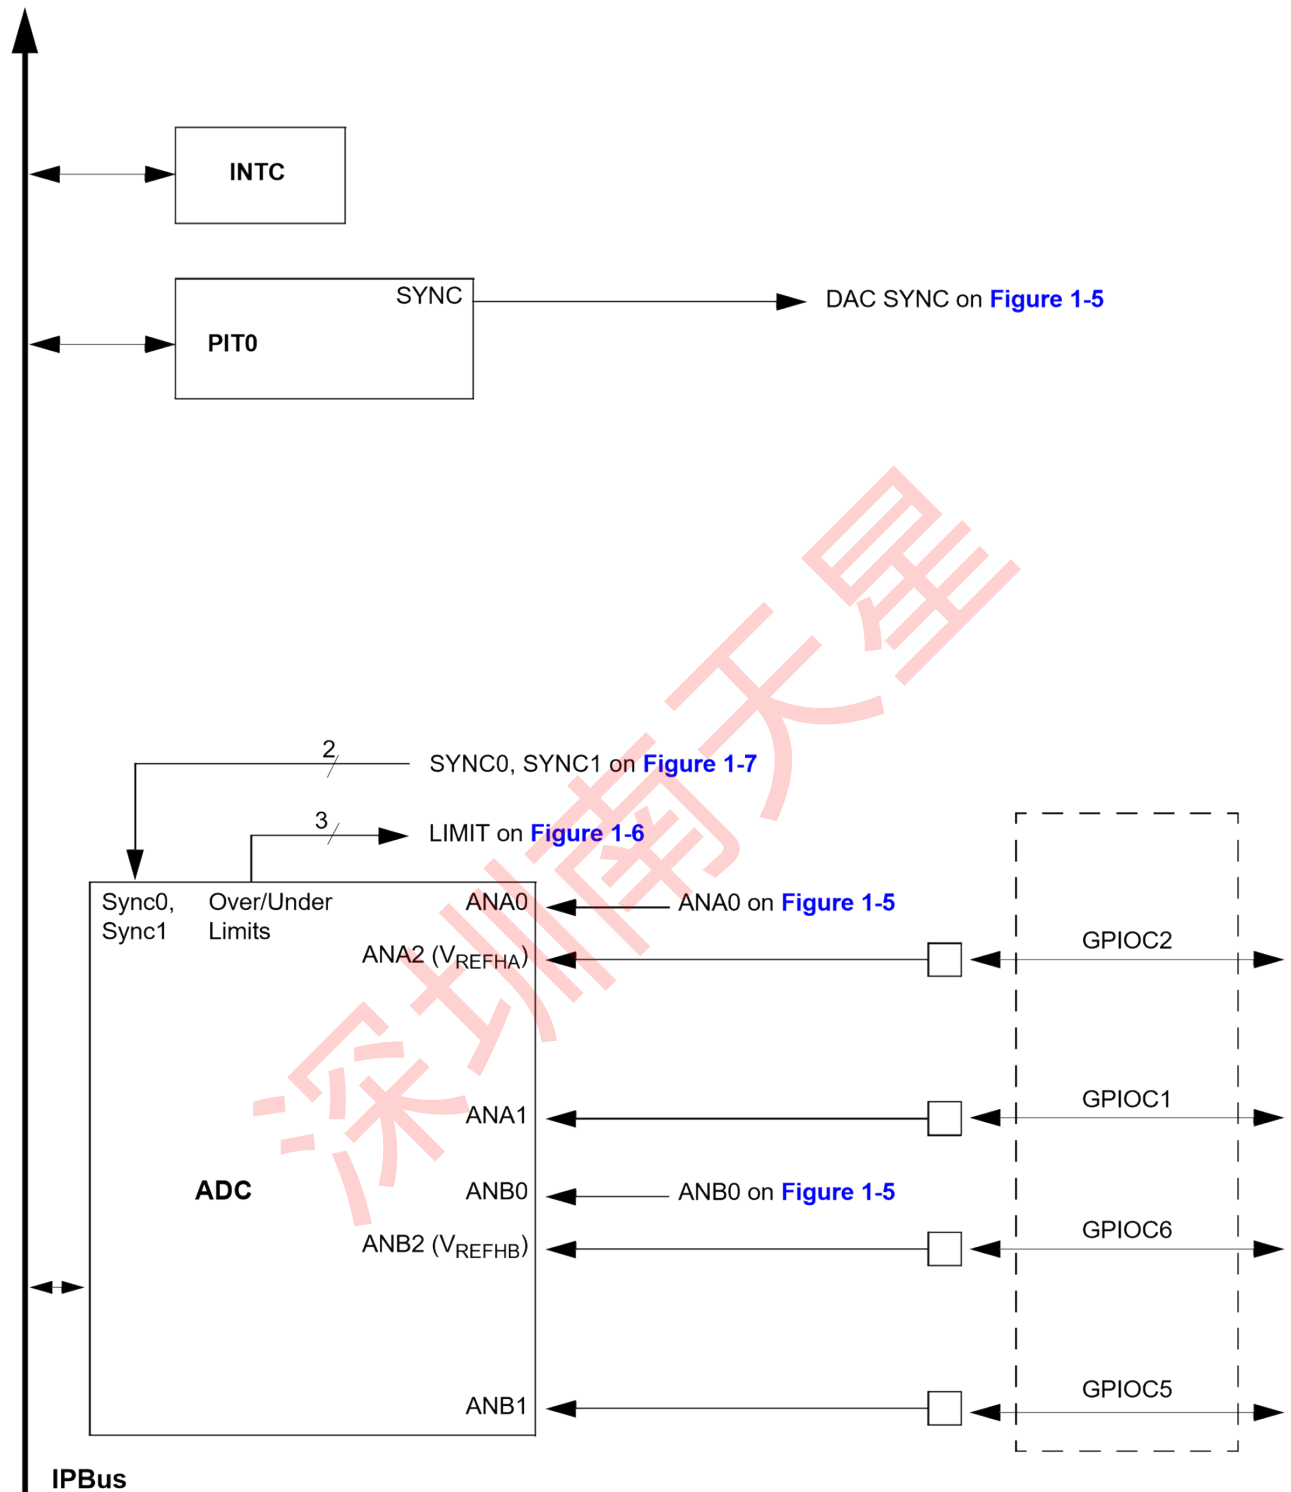 INTC
SYNC
DAC SYNC on Figure 1-5
PIT0
2
SYNC0, SYNC1 on Figure 1-7
3
LIMIT on Figure 1-6
Sync0,
Sync1
Over/Under
Limits
ANA0
ANA0 on Figure 1-5
ANA2 (VREFHA)
GPIOC2
ANA1
GPIOC1
ADC
ANB0
ANB0 on Figure 1-5
ANB2 (VREFHB)
GPIOC6
ANB1
GPIOC5
IPBus
深圳南天星